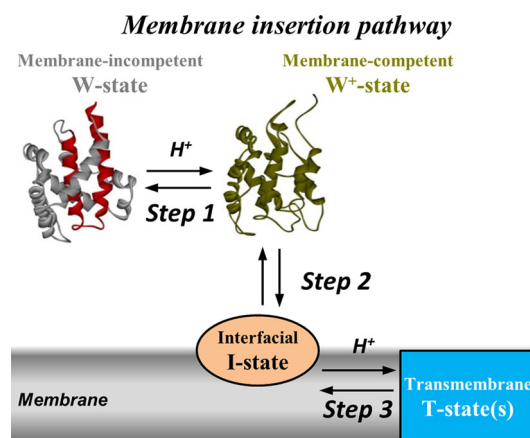 Membrane insertion pathway
Membrane-incompetent
W-state
Membrane-competent
W⁺-state
H⁺
Step 1
Step 2
Interfacial
I-state
H⁺
Step 3
Membrane
Transmembrane
T-state(s)